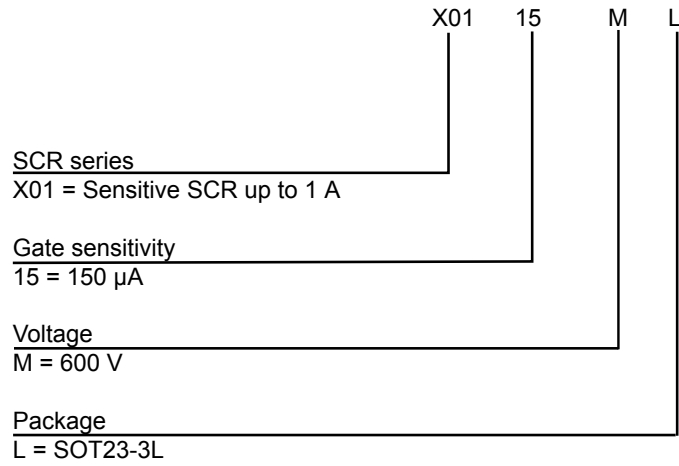 X01 15 M L
SCR series
X01 = Sensitive SCR up to 1 A
Gate sensitivity
15 = 150 µA
Voltage
M = 600 V
Package
L = SOT23-3L